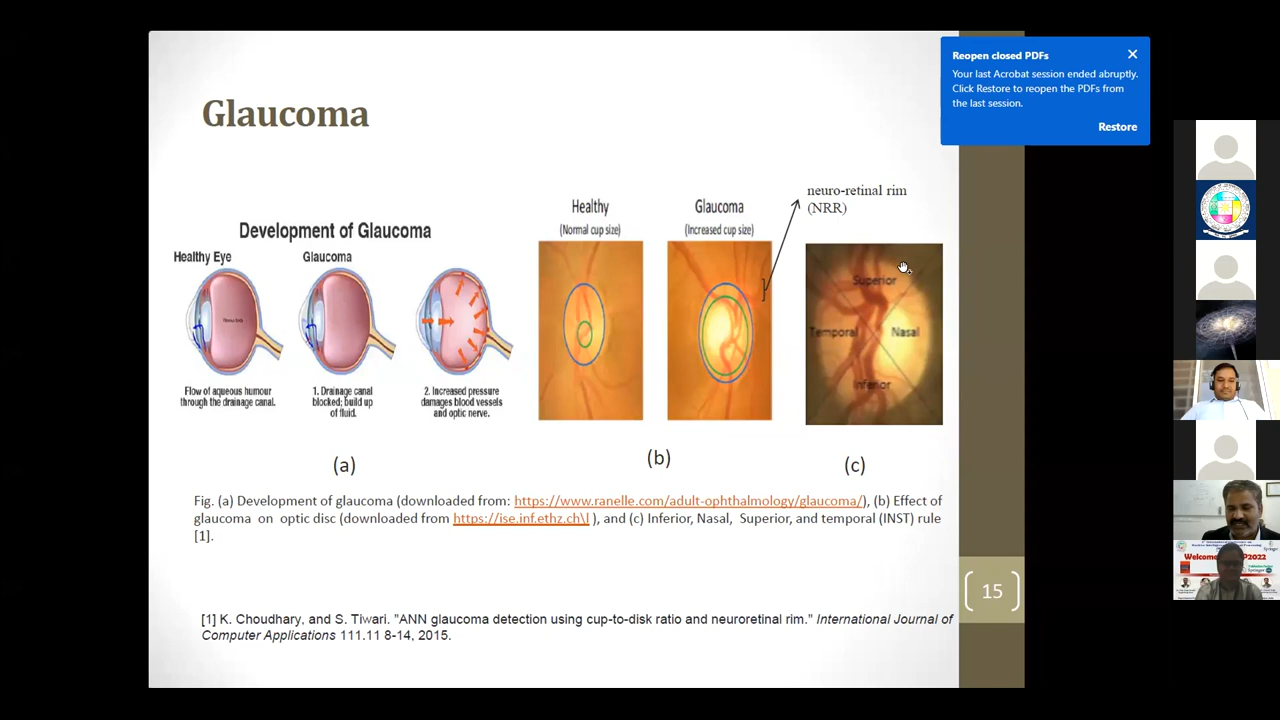 Glaucoma
Reopen closed PDFs
Your last Acrobat session ended abruptly.
Click Restore to reopen the PDFs from
the last session.
Restore
Development of Glaucoma
Healthy Eye
Glaucoma
Flow of aqueous humour
through the drainage canal.
1. Drainage canal
blocked; build up
of fluid.
2. Increased pressure
damages blood vessels
and optic nerve.
(a)
Healthy
(Normal cup size)
Glaucoma
(Increased cup size)
(b)
neuro-retinal rim
(NRR)
Superior
Temporal
Nasal
Inferior
(c)
Fig. (a) Development of glaucoma (downloaded from: https://www.ranelle.com/adult-ophthalmology/glaucoma/), (b) Effect of
glaucoma on optic disc (downloaded from https://ise.inf.ethz.ch\l ), and (c) Inferior, Nasal, Superior, and temporal (INST) rule
[1].
15
[1] K. Choudhary, and S. Tiwari. "ANN glaucoma detection using cup-to-disk ratio and neuroretinal rim." International Journal of
Computer Applications 111.11 8-14, 2015.